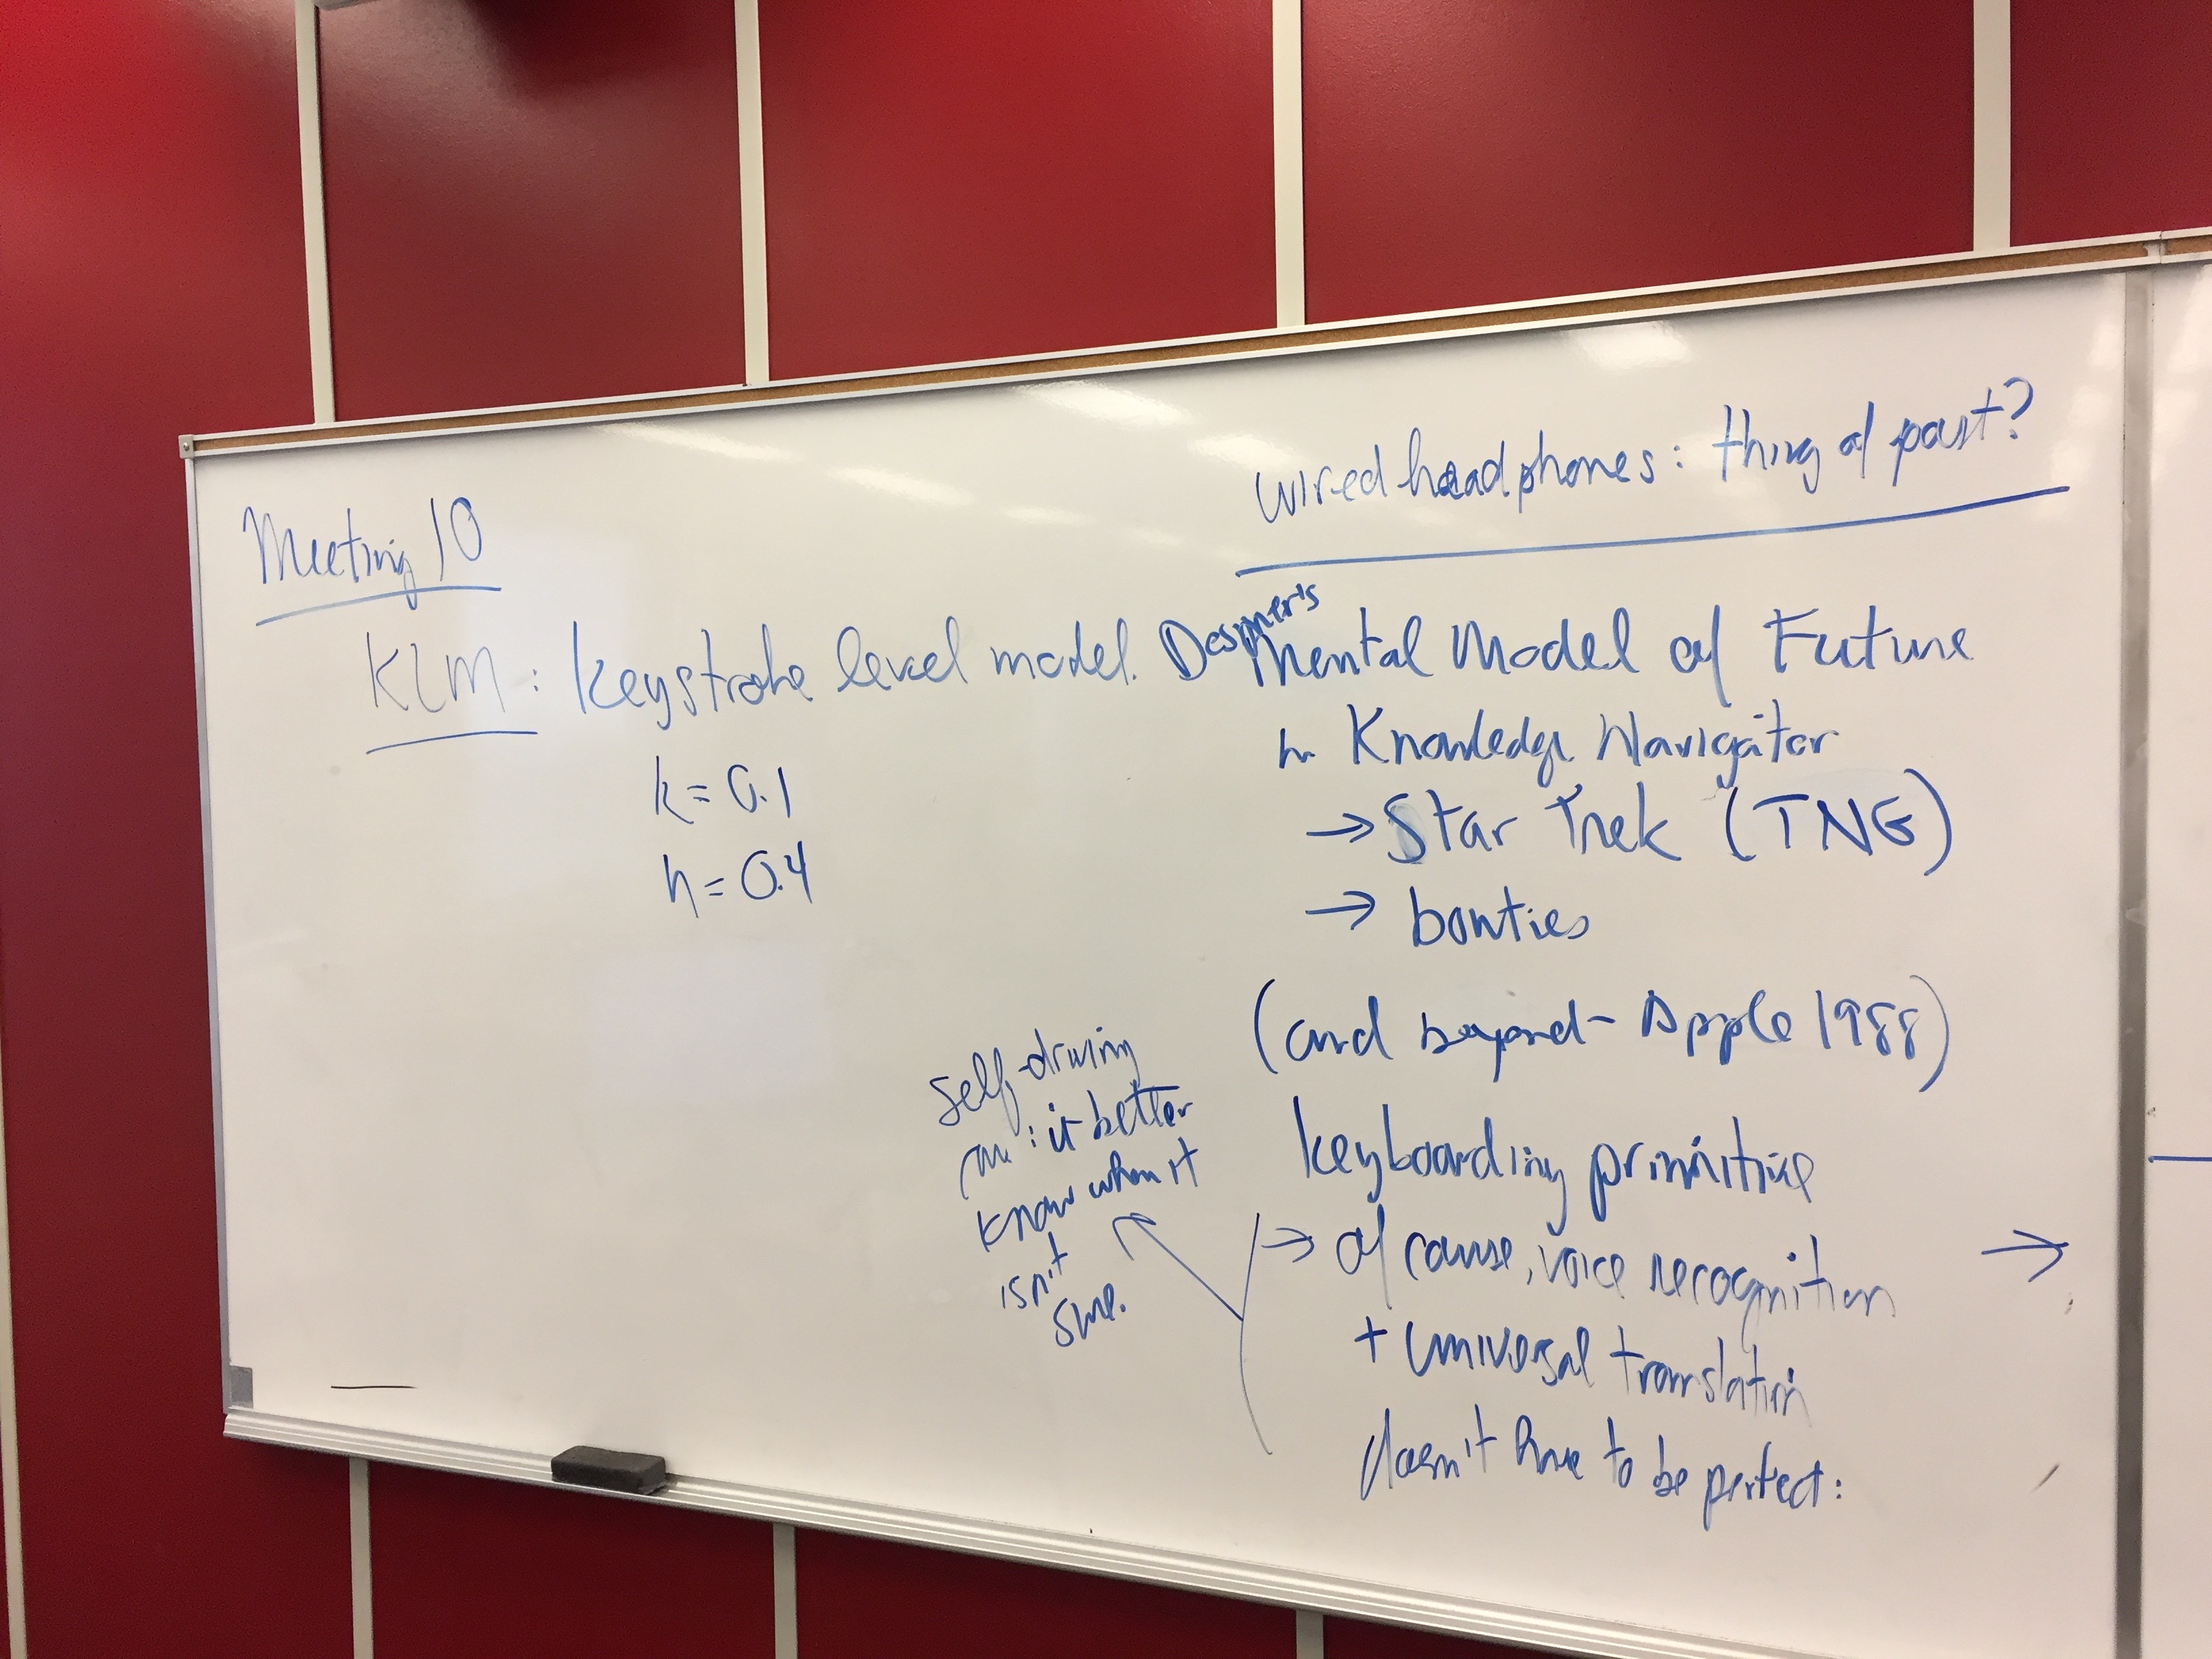 Meeting 10
KLM: keystroke level model.
k = 0.1
h = 0.4
wired headphones: thing of past?
Designer's
Mental Model of Future
Knowledge Navigator
→ Star Trek (TNG)
→
(and beyond - Apple 1988)
keyboarding primitive
→ of course, voice recognition →
+ universal translation
doesn't have to be perfect:
self-driving
car: it better
know when it
isn't
sure.